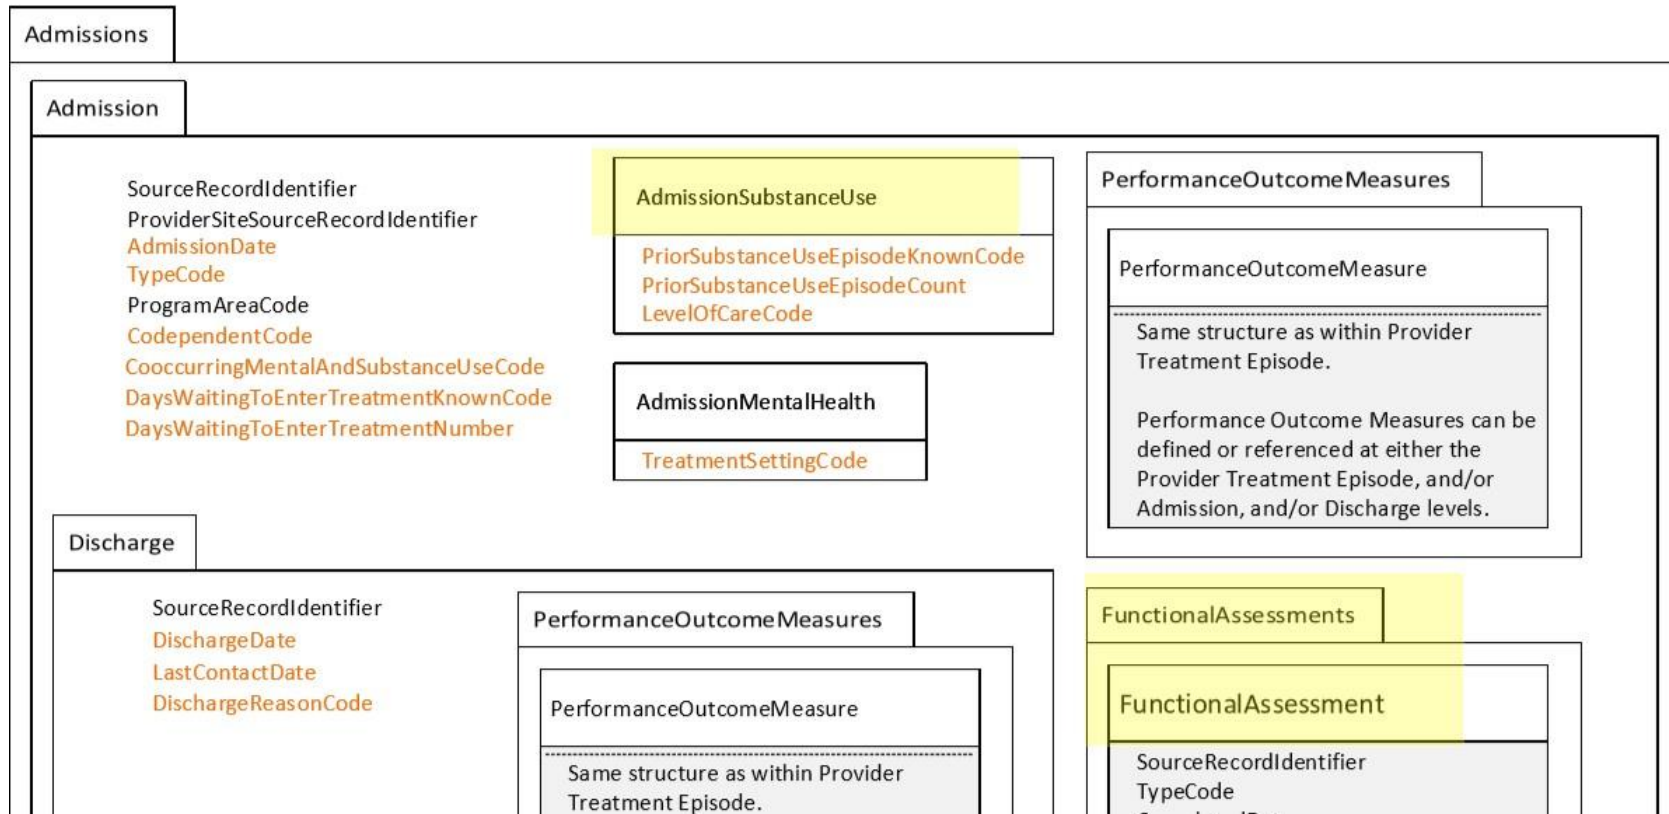 Admissions
Admission
SourceRecordIdentifier
ProviderSiteSourceRecordIdentifier
AdmissionDate
TypeCode
ProgramAreaCode
CodependentCode
CooccurringMentalAndSubstanceUseCode
DaysWaitingToEnterTreatmentKnownCode
DaysWaitingToEnterTreatmentNumber
AdmissionSubstanceUse
PriorSubstanceUseEpisodeKnownCode
PriorSubstanceUseEpisodeCount
LevelOfCareCode
AdmissionMentalHealth
TreatmentSettingCode
PerformanceOutcomeMeasures
PerformanceOutcomeMeasure
Same structure as within Provider
Treatment Episode.
Performance Outcome Measures can be
defined or referenced at either the
Provider Treatment Episode, and/or
Admission, and/or Discharge levels.
Discharge
SourceRecordIdentifier
DischargeDate
LastContactDate
DischargeReasonCode
PerformanceOutcomeMeasures
PerformanceOutcomeMeasure
Same structure as within Provider
Treatment Episode.
FunctionalAssessments
FunctionalAssessment
SourceRecordIdentifier
TypeCode